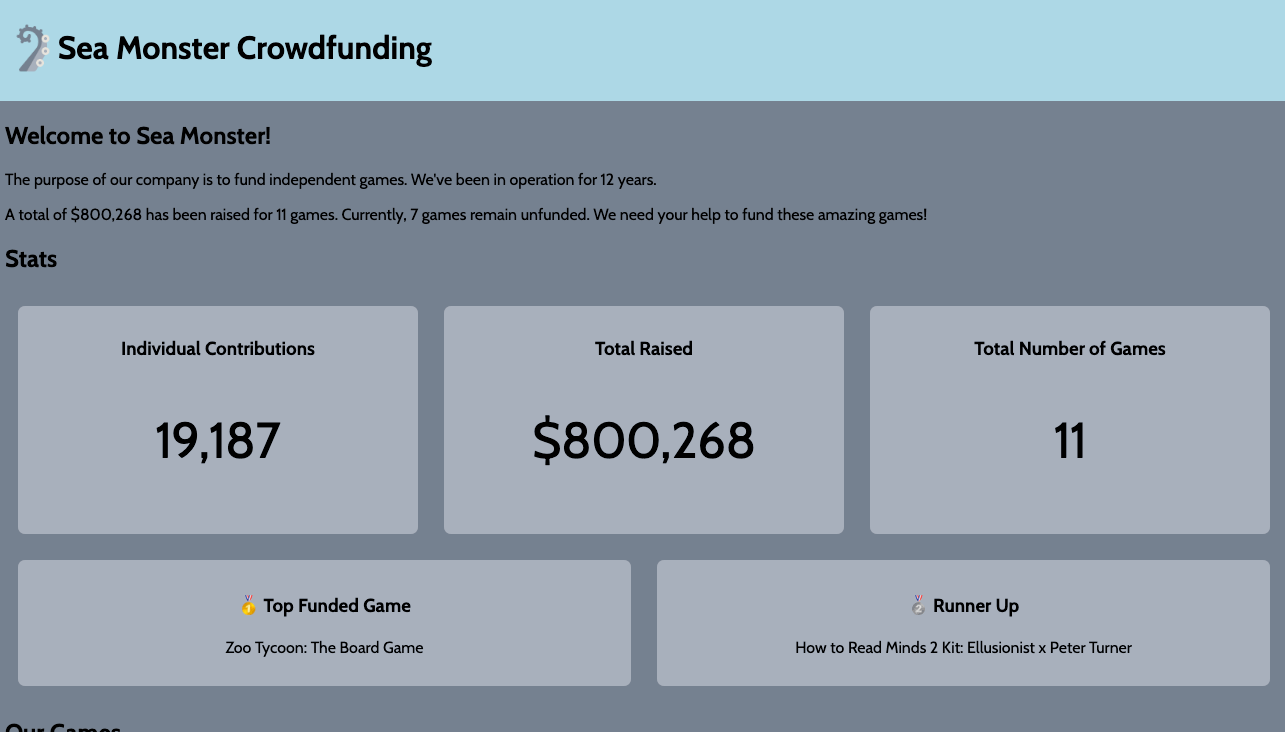 Sea Monster Crowdfunding
Welcome to Sea Monster!
The purpose of our company is to fund independent games. We've been in operation for 12 years.
A total of $800,268 has been raised for 11 games. Currently, 7 games remain unfunded. We need your help to fund these amazing games!
Stats
Individual Contributions
19,187
Total Raised
$800,268
Total Number of Games
11
🥇 Top Funded Game
Zoo Tycoon: The Board Game
🥈 Runner Up
How to Read Minds 2 Kit: Ellusionist x Peter Turner
Our Games